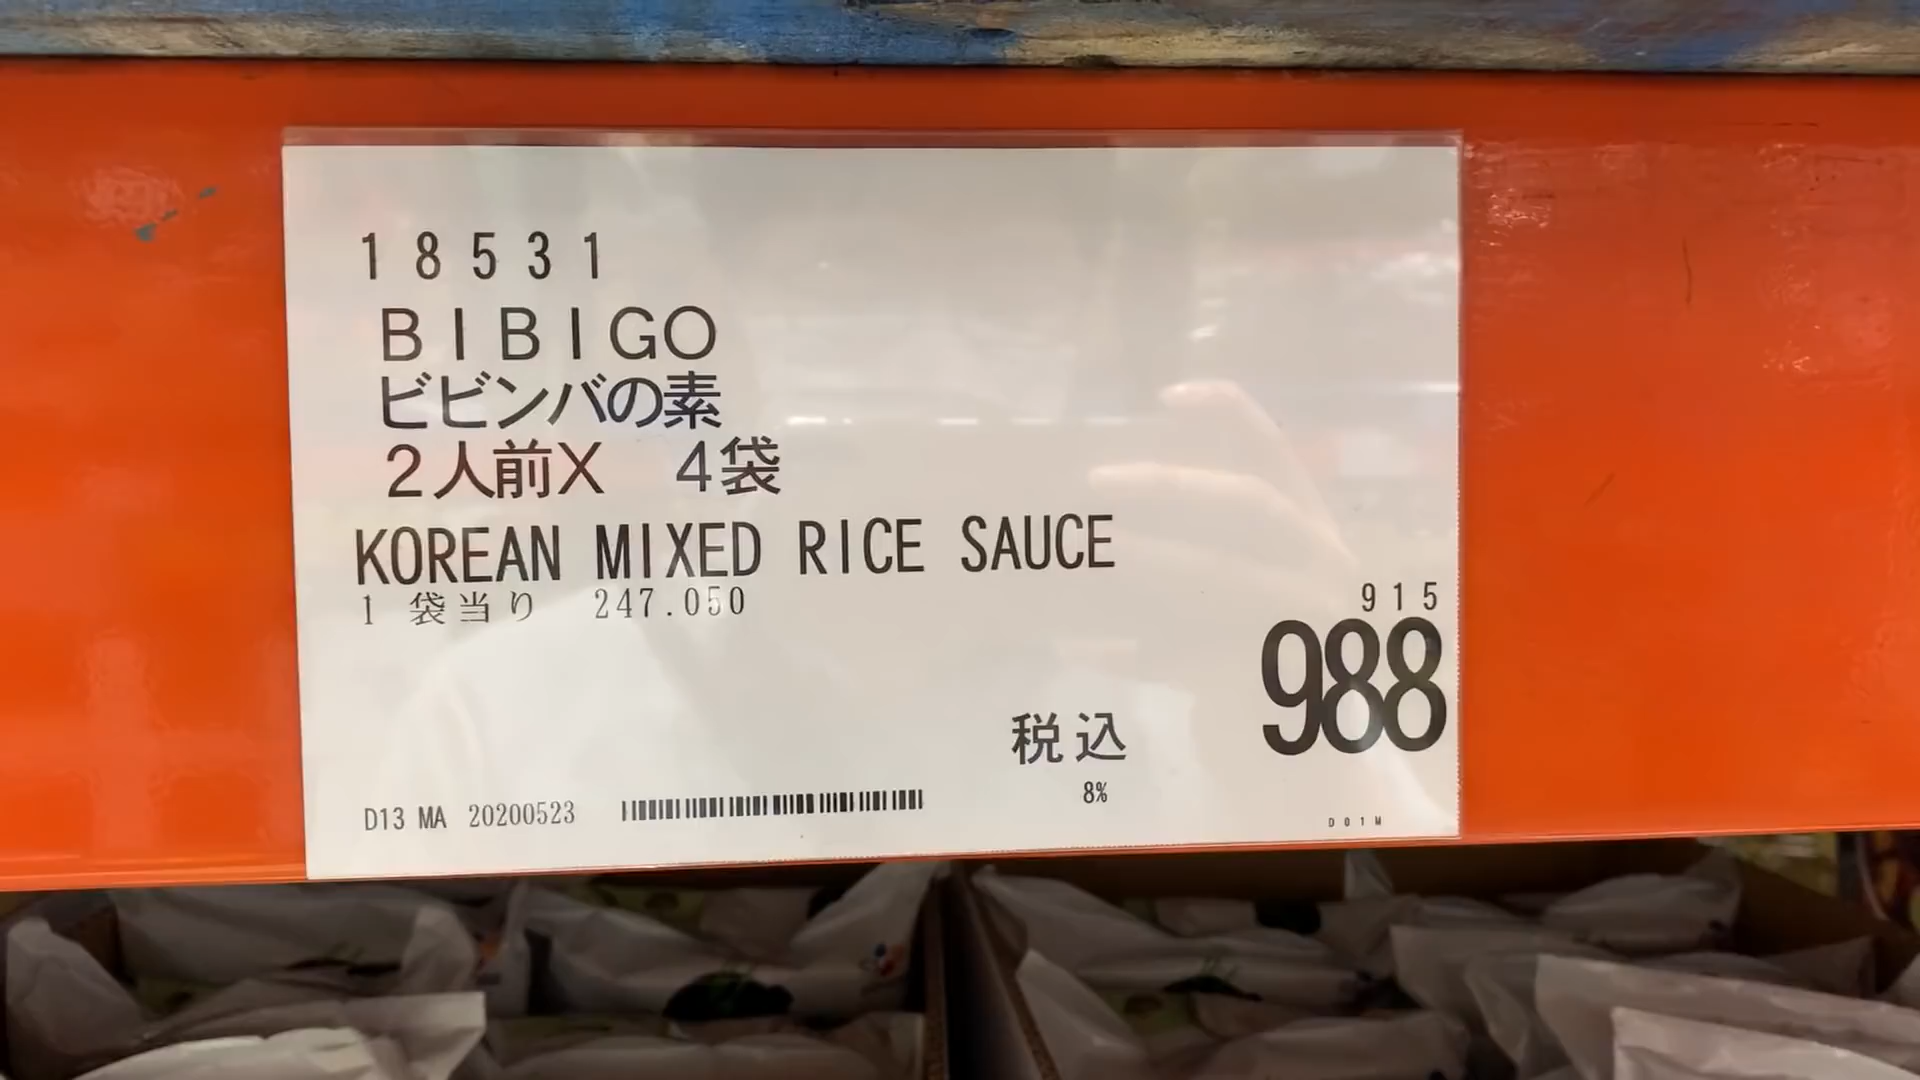 18531
BIBIGO
ビビンバの素
2人前X 4袋
KOREAN MIXED RICE SAUCE
1 袋当り 247.050
915
988
税込
8%
D13 MA 20200523
D01M